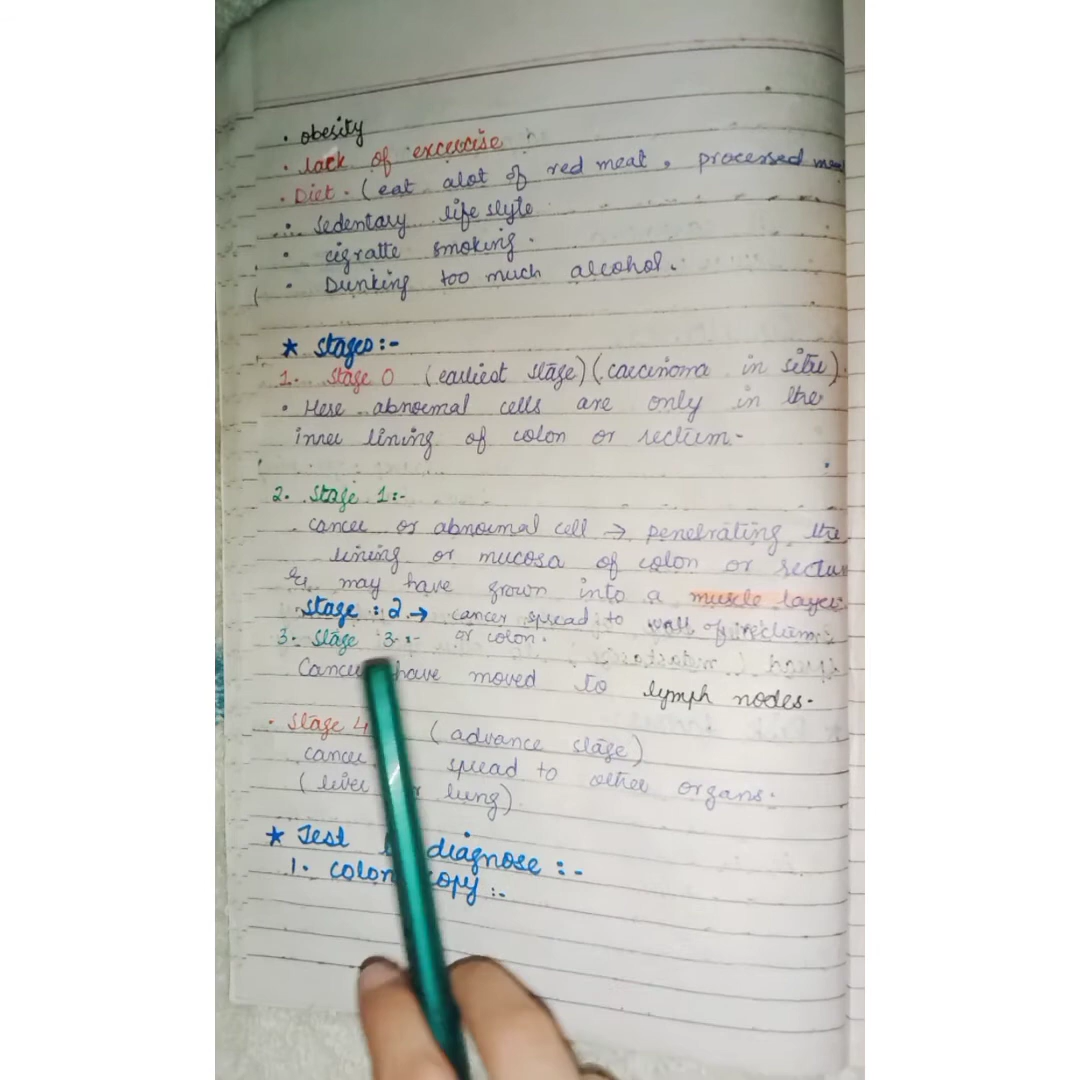 • obesity
• lack of excercise
• Diet. (eat alot of red meat, processed
• Sedentary life slyte
• cigratte smoking.
• Drinking too much alcohol.
* Stages:-
1. Stage 0 (earliest stage) (carcinoma in situ)
• Here abnormal cells are only in the
inner lining of colon or rectum.
2. Stage 1:-
cancer or abnormal cell → penetrating the
lining or mucosa of colon or
& may have grown into a muscle layer.
Stage : 2 → cancer spread to wall of rectum
3. Stage 3:- or colon.
Cancer have moved to lymph nodes.
• Stage 4 (advance stage)
cancer spread to other organs.
(liver or lung)
* Test diagnose :-
1. colon copy :-